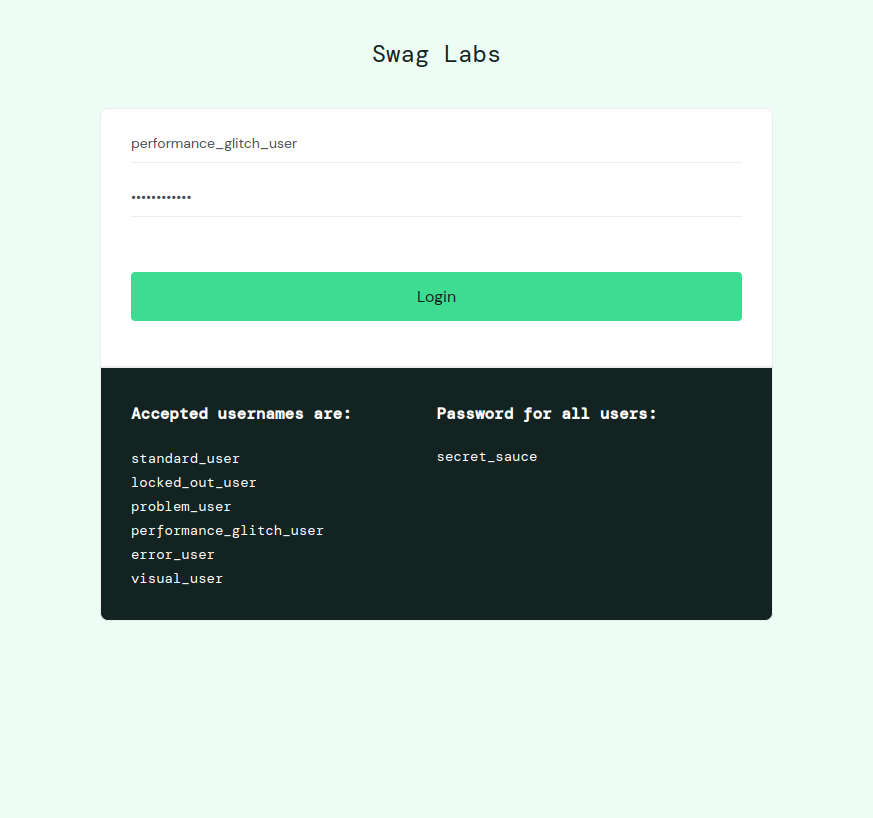 Swag Labs
performance_glitch_user
••••••••••••
Login
Accepted usernames are:
standard_user
locked_out_user
problem_user
performance_glitch_user
error_user
visual_user
Password for all users:
secret_sauce